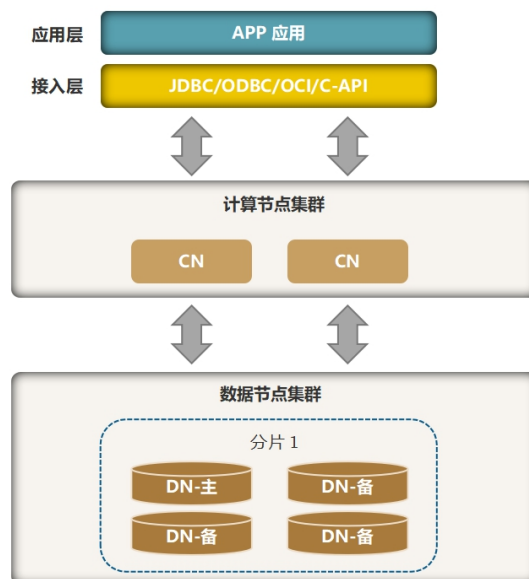 应用层 APP 应用
接入层 JDBC/ODBC/OCI/C-API
计算节点集群
CN CN
数据节点集群
分片 1
DN-主 DN-备
DN-备 DN-备